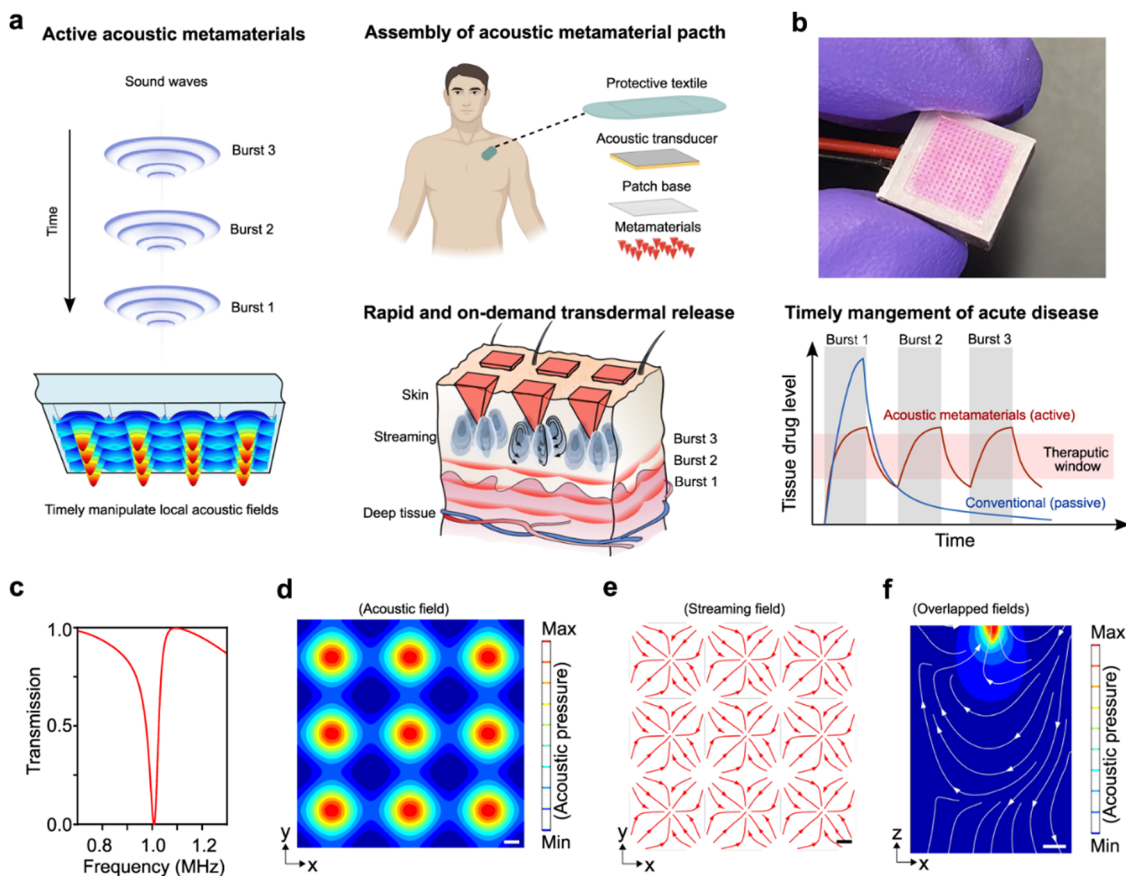 a
Active acoustic metamaterials
Sound waves
Time
Burst 3
Burst 2
Burst 1
Timely manipulate local acoustic fields
Assembly of acoustic metamaterial pacth
Protective textile
Acoustic transducer
Patch base
Metamaterials
Rapid and on-demand transdermal release
Skin
Streaming
Deep tissue
Burst 3
Burst 2
Burst 1
b
Timely mangement of acute disease
Burst 1 Burst 2 Burst 3
Tissue drug level
Acoustic metamaterials (active)
Theraputic
window
Conventional (passive)
Time
c
Transmission
1.0
0.5
0.0
0.8 1.0 1.2
Frequency (MHz)
d
(Acoustic field)
Max
(Acoustic pressure)
Min
y
x
e
(Streaming field)
y
x
f
(Overlapped fields)
Max
(Acoustic pressure)
Min
z
x